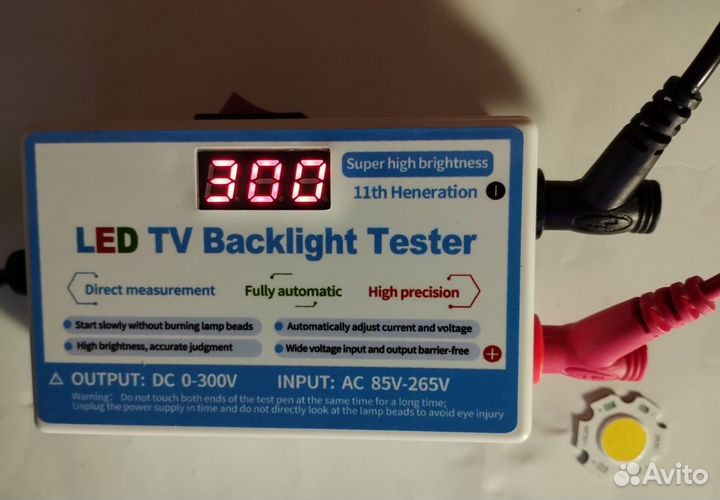 300
Super high brightness
11th Heneration
LED TV Backlight Tester
Direct measurement
Fully automatic
High precision
Start slowly without burning lamp beads
Automatically adjust current and voltage
High brightness, accurate judgment
Wide voltage input and output barrier-free
OUTPUT: DC 0-300V
INPUT: AC 85V-265V
Warning: Do not touch both ends of the test pen at the same time for a long time;
Unplug the power supply in time and do not directly look at the lamp beads to avoid eye injury
Avito